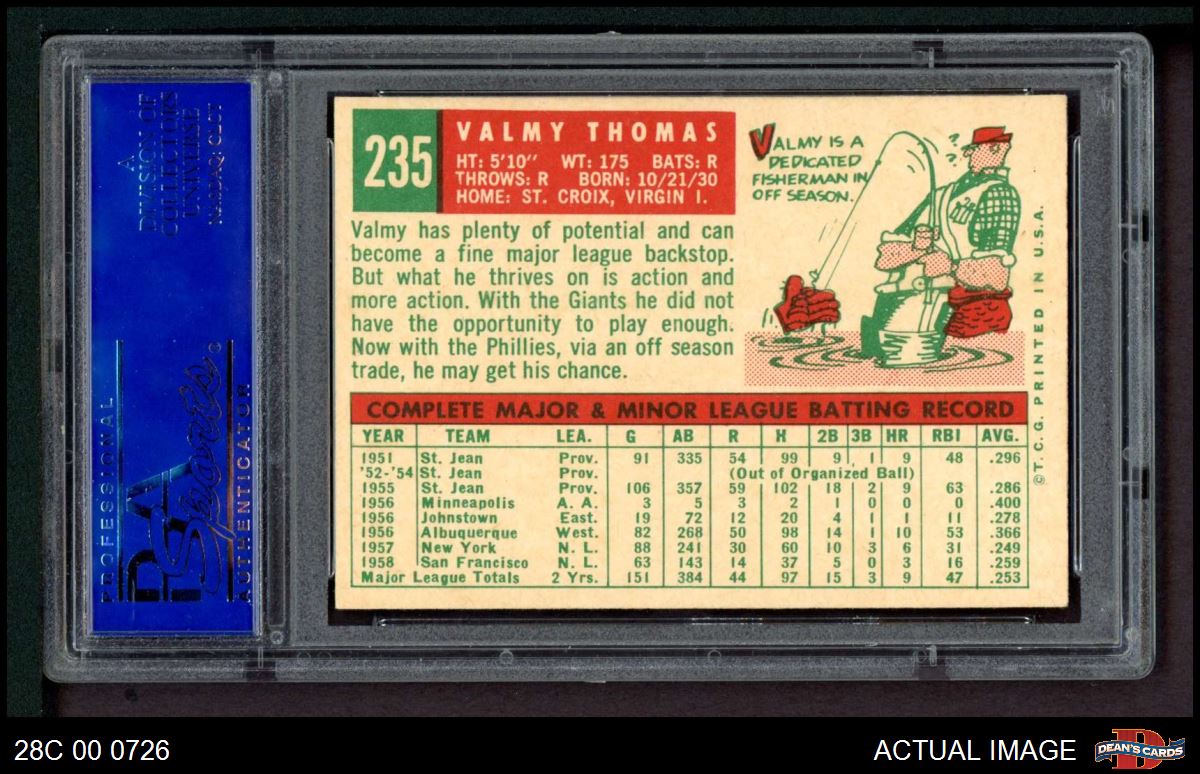 A
DIVISION OF
COLLECTORS
UNIVERSE
NASDAQ: CLCT
PROFESSIONAL
PSA
Sports ®
AUTHENTICATOR
235
VALMY THOMAS
HT: 5'10" WT: 175 BATS: R
THROWS: R BORN: 10/21/30
HOME: ST. CROIX, VIRGIN I.
VALMY IS A
DEDICATED
FISHERMAN IN
OFF SEASON.
? ?
Valmy has plenty of potential and can
become a fine major league backstop.
But what he thrives on is action and
more action. With the Giants he did not
have the opportunity to play enough.
Now with the Phillies, via an off season
trade, he may get his chance.
COMPLETE MAJOR & MINOR LEAGUE BATTING RECORD
YEAR TEAM LEA. G AB R H 2B 3B HR RBI AVG.
1951 St. Jean Prov. 91 335 54 99 9 1 9 48 .296
'52-'54 St. Jean Prov. (Out of Organized Ball)
1955 St. Jean Prov. 106 357 59 102 18 2 9 63 .286
1956 Minneapolis A. A. 3 5 3 2 1 0 0 0 .400
1956 Johnstown East. 19 72 12 20 4 1 1 11 .278
1956 Albuquerque West. 82 268 50 98 14 1 10 53 .366
1957 New York N. L. 88 241 30 60 10 3 6 31 .249
1958 San Francisco N. L. 63 143 14 37 5 0 3 16 .259
Major League Totals 2 Yrs. 151 384 44 97 15 3 9 47 .253
©T. C. G. PRINTED IN U.S.A.
28C 00 0726
ACTUAL IMAGE
DEAN'S CARDS